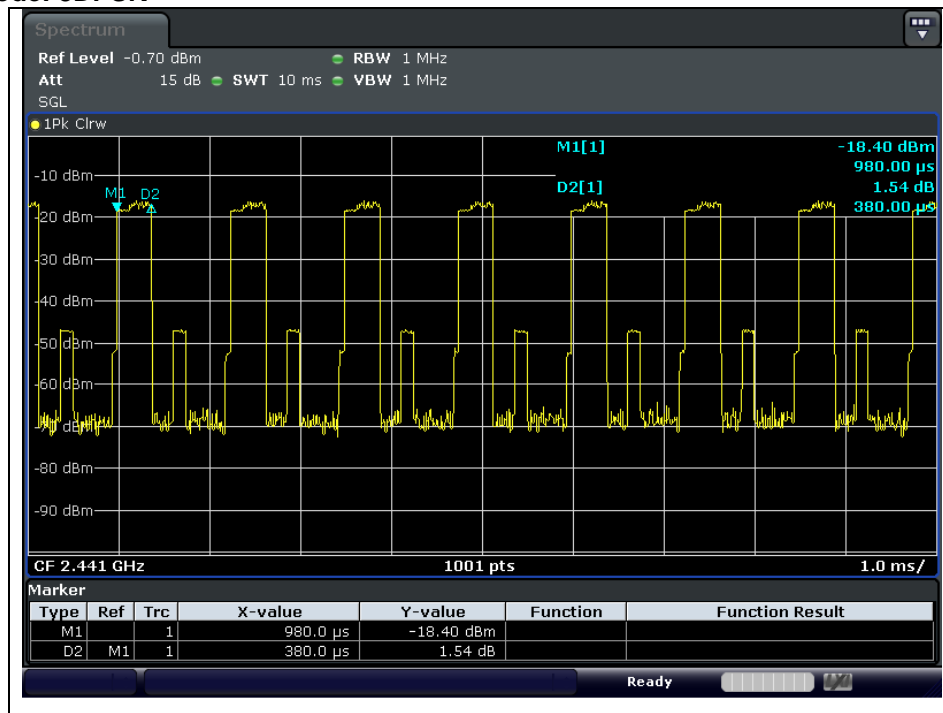 Spectrum
Ref Level -0.70 dBm RBW 1 MHz
Att 15 dB SWT 10 ms VBW 1 MHz
SGL
1Pk Clrw
M1[1] -18.40 dBm
980.00 µs
D2[1] 1.54 dB
380.00 µs
M1 D2
-10 dBm
-20 dBm
-30 dBm
-40 dBm
-50 dBm
-60 dBm
-70 dBm
-80 dBm
-90 dBm
CF 2.441 GHz 1001 pts 1.0 ms/
Marker
Type Ref Trc X-value Y-value Function Function Result
M1 1 980.0 µs -18.40 dBm
D2 M1 1 380.0 µs 1.54 dB
Ready